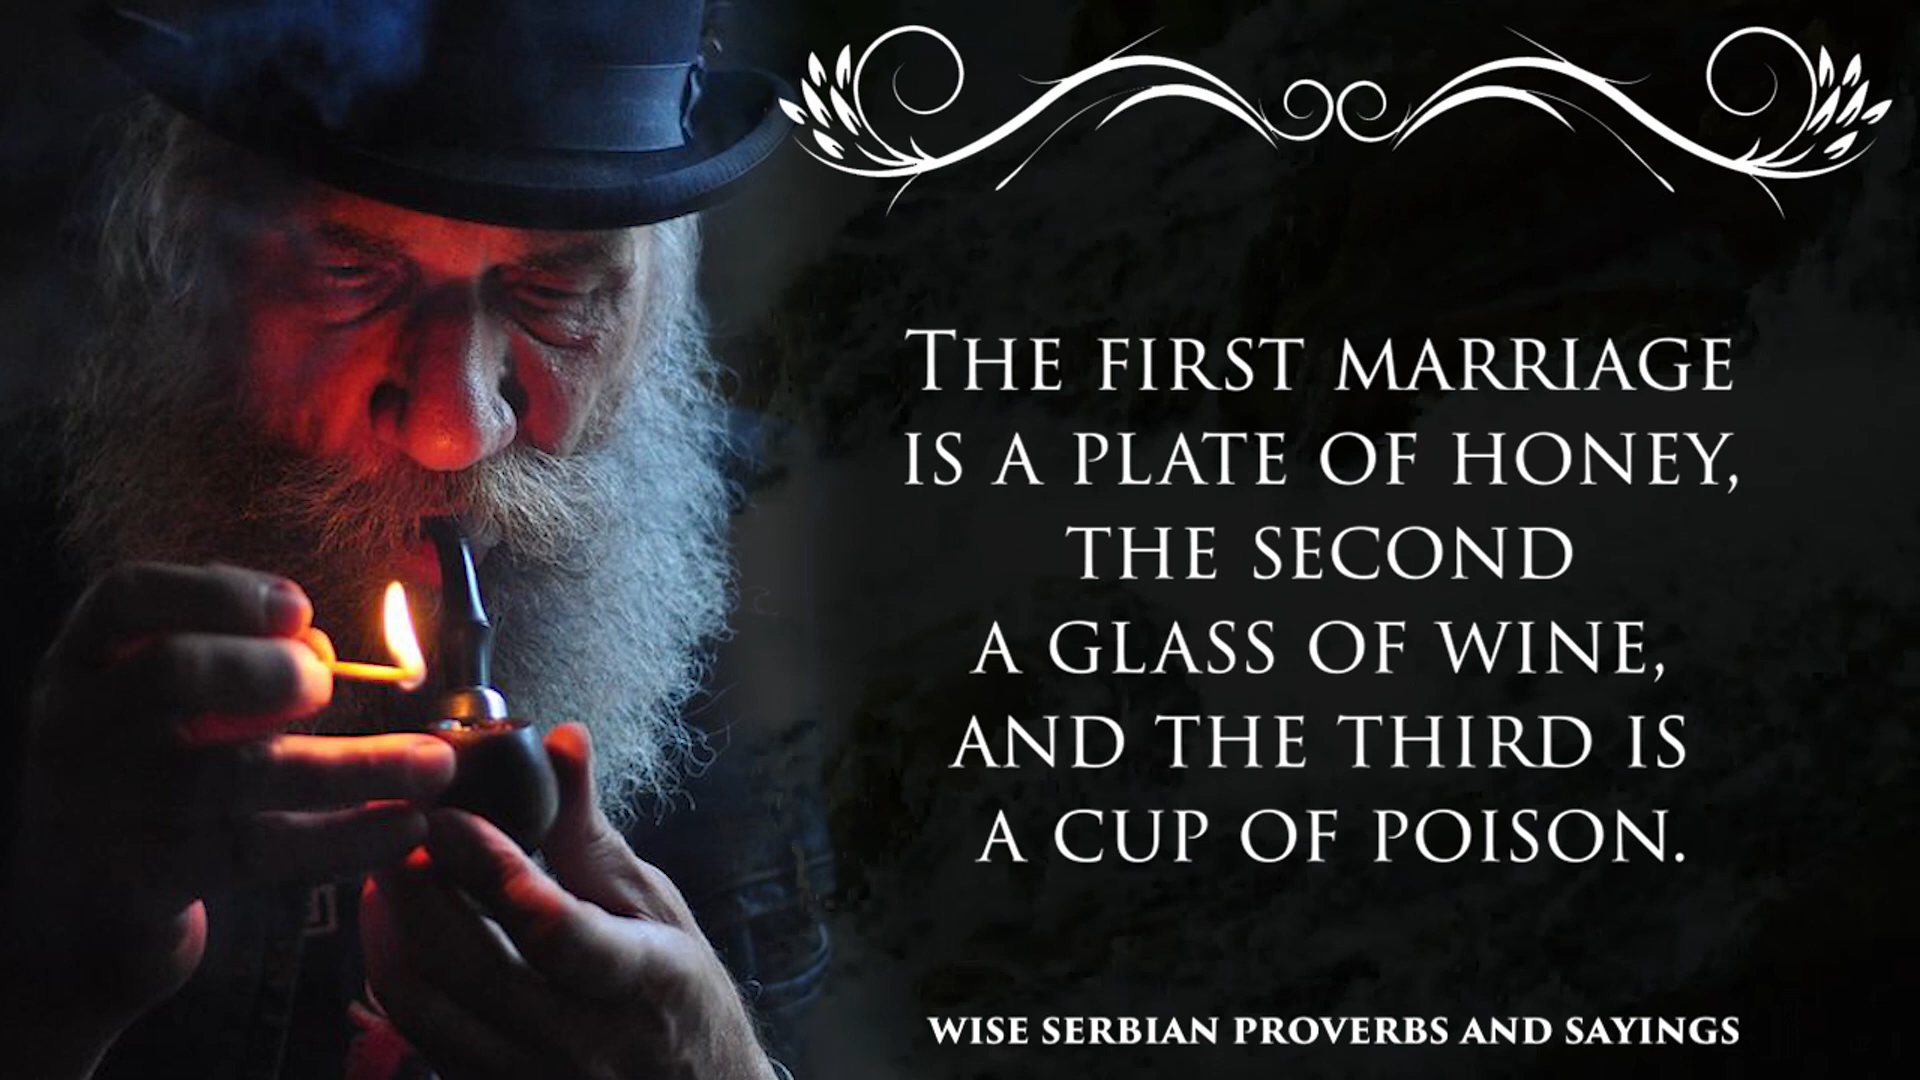 The first marriage
is a plate of honey,
the second
a glass of wine,
and the third is
a cup of poison.
WISE SERBIAN PROVERBS AND SAYINGS